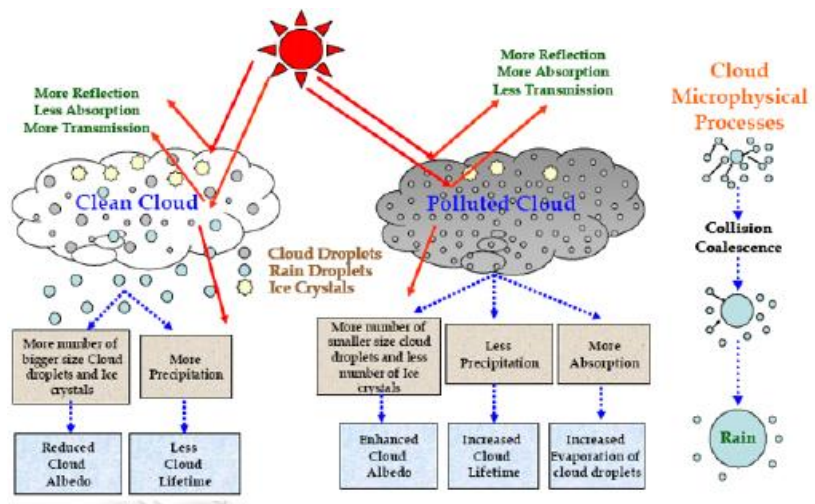 More Reflection
Less Absorption
More Transmission
More Reflection
More Absorption
Less Transmission
Cloud
Microphysical
Processes
Clean Cloud
Polluted Cloud
Cloud Droplets
Rain Droplets
Ice Crystals
Collision
Coalescence
More number of
bigger size Cloud
droplets and Ice
crystals
More
Precipitation
More number of
smaller size cloud
droplets and less
number of Ice
crystals
Less
Precipitation
More
Absorption
Reduced
Cloud
Albedo
Less
Cloud
Lifetime
Enhanced
Cloud
Albedo
Increased
Cloud
Lifetime
Increased
Evaporation of
cloud droplets
Rain